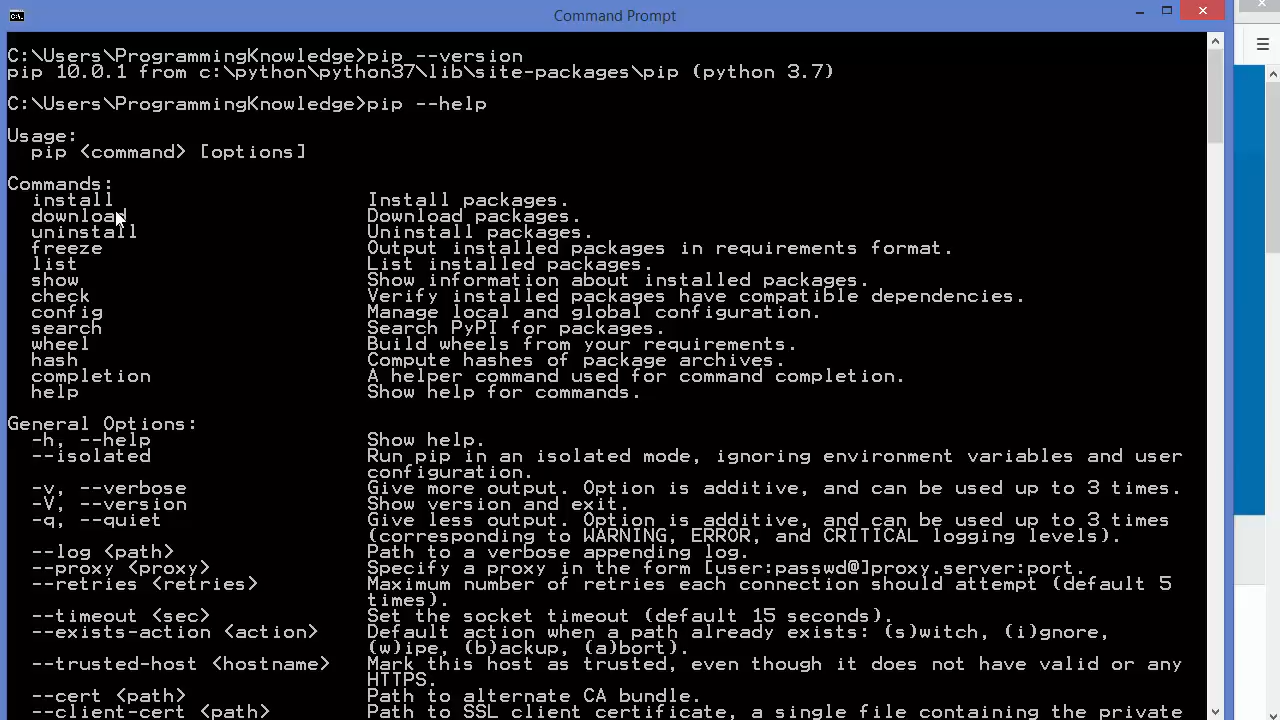 Command Prompt
C:\Users\ProgrammingKnowledge>pip --version
pip 10.0.1 from c:\python\python37\lib\site-packages\pip (python 3.7)
C:\Users\ProgrammingKnowledge>pip --help
Usage:
pip <command> [options]
Commands:
install Install packages.
download Download packages.
uninstall Uninstall packages.
freeze Output installed packages in requirements format.
list List installed packages.
show Show information about installed packages.
check Verify installed packages have compatible dependencies.
config Manage local and global configuration.
search Search PyPI for packages.
wheel Build wheels from your requirements.
hash Compute hashes of package archives.
completion A helper command used for command completion.
help Show help for commands.
General Options:
-h, --help Show help.
--isolated Run pip in an isolated mode, ignoring environment variables and user
configuration.
-v, --verbose Give more output. Option is additive, and can be used up to 3 times.
-V, --version Show version and exit.
-q, --quiet Give less output. Option is additive, and can be used up to 3 times
(corresponding to WARNING, ERROR, and CRITICAL logging levels).
--log <path> Path to a verbose appending log.
--proxy <proxy> Specify a proxy in the form [user:passwd@]proxy.server:port.
--retries <retries> Maximum number of retries each connection should attempt (default 5
times).
--timeout <sec> Set the socket timeout (default 15 seconds).
--exists-action <action> Default action when a path already exists: (s)witch, (i)gnore,
(w)ipe, (b)ackup, (a)bort).
--trusted-host <hostname> Mark this host as trusted, even though it does not have valid or any
HTTPS.
--cert <path> Path to alternate CA bundle.
--client-cert <path> Path to SSL client certificate, a single file containing the private